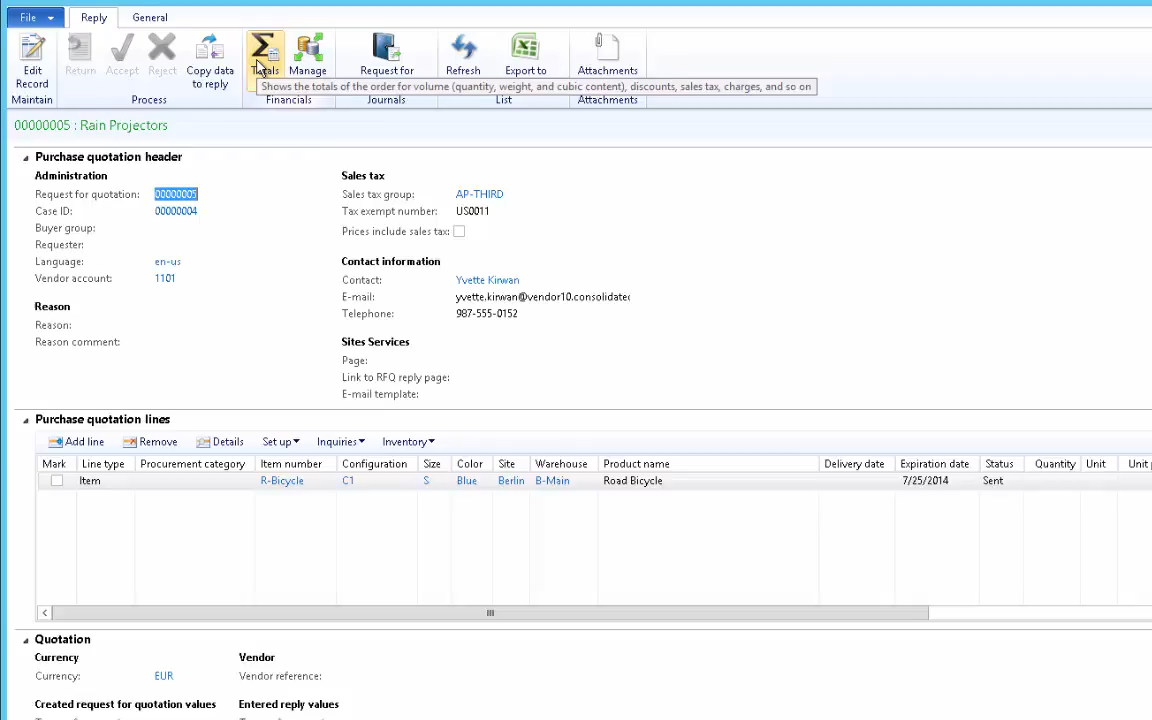 File Reply General
Edit Record Return Accept Reject Copy data to reply Totals Manage Request for Refresh Export to Attachments
Shows the totals of the order for volume (quantity, weight, and cubic content), discounts, sales tax, charges, and so on
Maintain Process Financials Journals List Attachments
00000005 : Rain Projectors
Purchase quotation header
Administration
Request for quotation: 00000005
Case ID: 00000004
Buyer group:
Requester:
Language: en-us
Vendor account: 1101
Reason
Reason:
Reason comment:
Sales tax
Sales tax group: AP-THIRD
Tax exempt number: US0011
Prices include sales tax:
Contact information
Contact: Yvette Kirwan
E-mail: yvette.kirwan@vendor10.consolidated
Telephone: 987-555-0152
Sites Services
Page:
Link to RFQ reply page:
E-mail template:
Purchase quotation lines
Add line Remove Details Set up Inquiries Inventory
Mark Line type Procurement category Item number Configuration Size Color Site Warehouse Product name Delivery date Expiration date Status Quantity Unit Unit
Item R-Bicycle C1 S Blue Berlin B-Main Road Bicycle 7/25/2014 Sent
Quotation
Currency Vendor
Currency: EUR Vendor reference:
Created request for quotation values Entered reply values